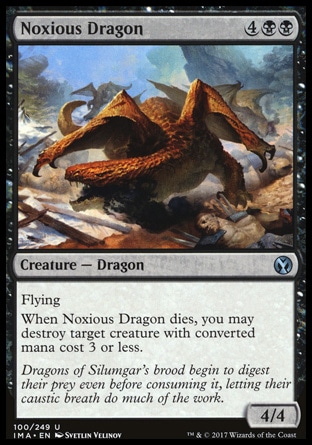 Noxious Dragon 4
Creature — Dragon
Flying
When Noxious Dragon dies, you may
destroy target creature with converted
mana cost 3 or less.
Dragons of Silumgar's brood begin to digest
their prey even before consuming it, letting their
caustic breath do much of the work.
4/4
100/249 U
IMA • EN Svetlin Velinov
™ & © 2017 Wizards of the Coast